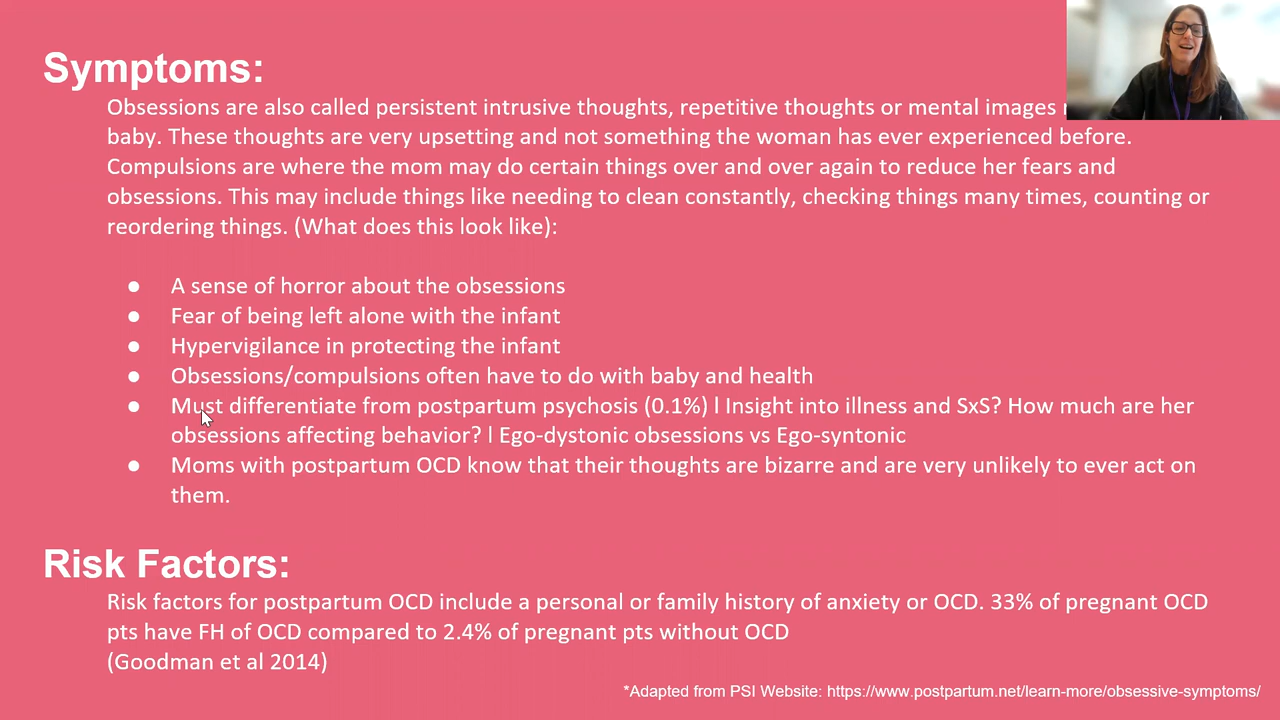 Symptoms:
Obsessions are also called persistent intrusive thoughts, repetitive thoughts or mental images
baby. These thoughts are very upsetting and not something the woman has ever experienced before.
Compulsions are where the mom may do certain things over and over again to reduce her fears and
obsessions. This may include things like needing to clean constantly, checking things many times, counting or
reordering things. (What does this look like):
● A sense of horror about the obsessions
● Fear of being left alone with the infant
● Hypervigilance in protecting the infant
● Obsessions/compulsions often have to do with baby and health
● Must differentiate from postpartum psychosis (0.1%) l Insight into illness and SxS? How much are her
obsessions affecting behavior? l Ego-dystonic obsessions vs Ego-syntonic
● Moms with postpartum OCD know that their thoughts are bizarre and are very unlikely to ever act on
them.
Risk Factors:
Risk factors for postpartum OCD include a personal or family history of anxiety or OCD. 33% of pregnant OCD
pts have FH of OCD compared to 2.4% of pregnant pts without OCD
(Goodman et al 2014)
*Adapted from PSI Website: https://www.postpartum.net/learn-more/obsessive-symptoms/